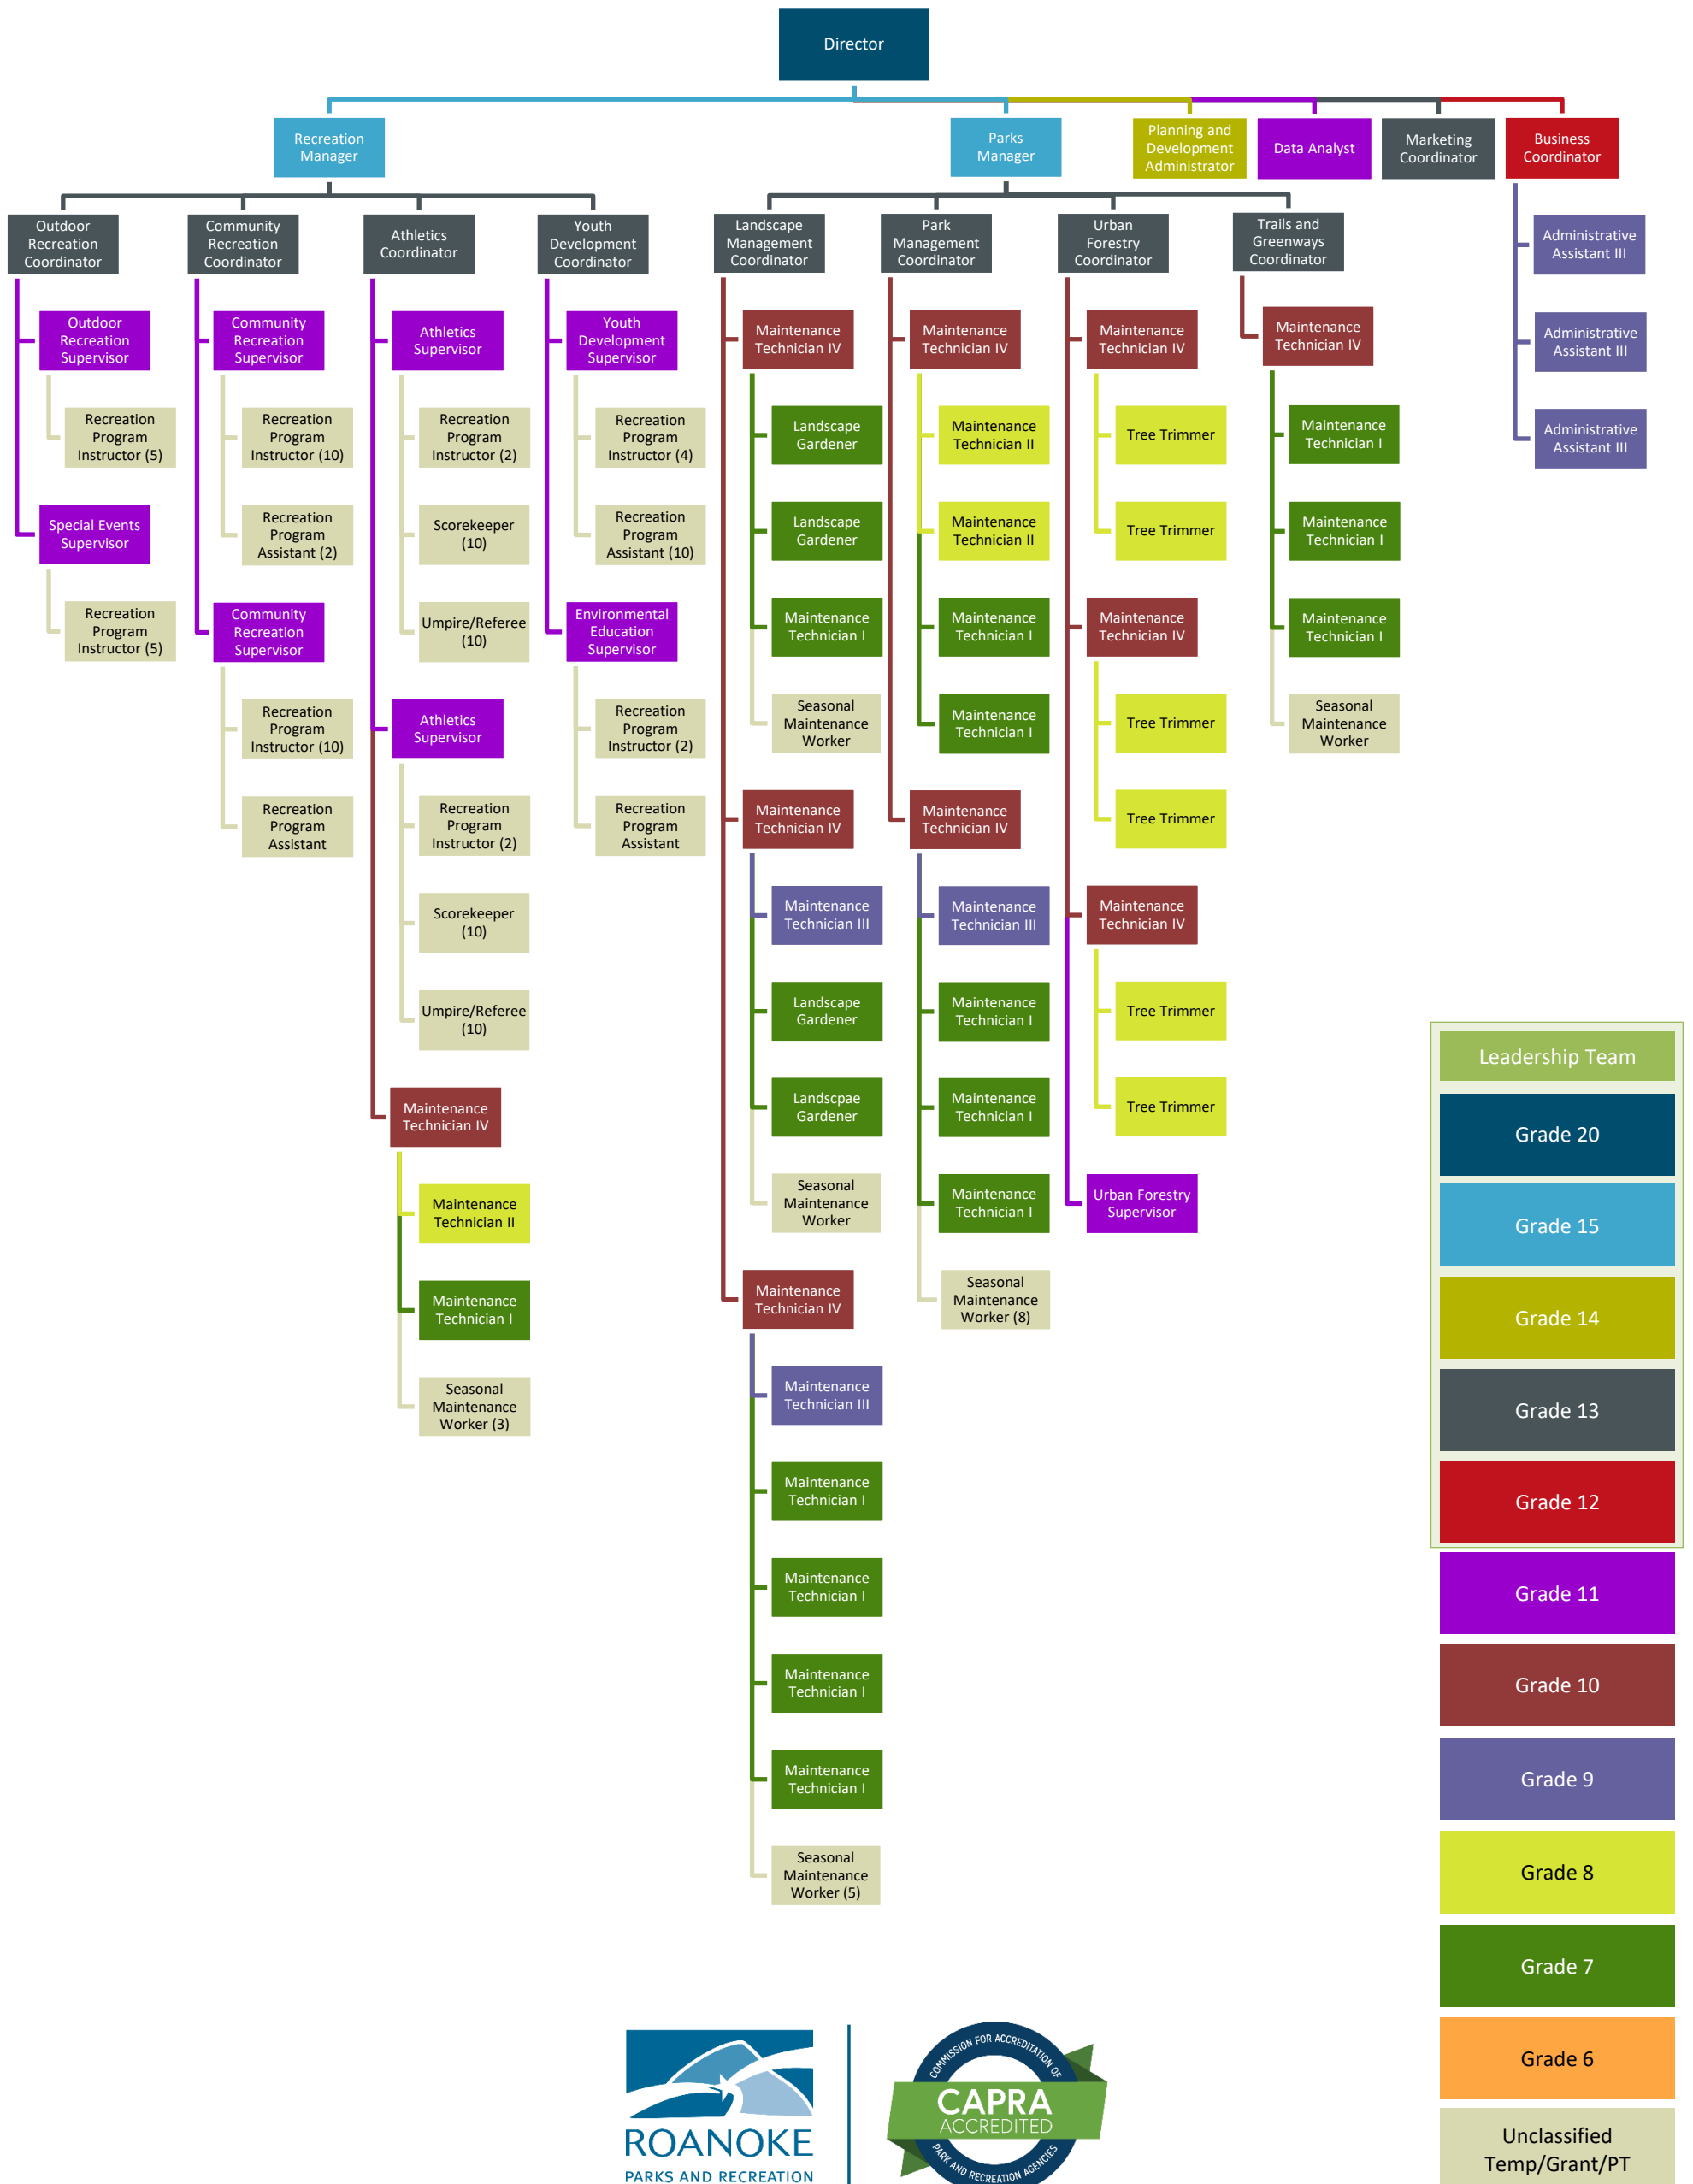 Director
Recreation
Manager
Parks
Manager
Planning and
Development
Administrator
Data Analyst
Marketing
Coordinator
Business
Coordinator
Outdoor
Recreation
Coordinator
Outdoor
Recreation
Supervisor
Recreation
Program
Instructor (5)
Special Events
Supervisor
Recreation
Program
Instructor (5)
Community
Recreation
Coordinator
Community
Recreation
Supervisor
Recreation
Program
Instructor (10)
Recreation
Program
Assistant (2)
Community
Recreation
Supervisor
Recreation
Program
Instructor (10)
Recreation
Program
Assistant
Athletics
Coordinator
Athletics
Supervisor
Recreation
Program
Instructor (2)
Scorekeeper
(10)
Umpire/Referee
(10)
Athletics
Supervisor
Recreation
Program
Instructor (2)
Scorekeeper
(10)
Umpire/Referee
(10)
Maintenance
Technician IV
Maintenance
Technician II
Maintenance
Technician I
Seasonal
Maintenance
Worker (3)
Youth
Development
Coordinator
Youth
Development
Supervisor
Recreation
Program
Instructor (4)
Recreation
Program
Assistant (10)
Environmental
Education
Supervisor
Recreation
Program
Instructor (2)
Recreation
Program
Assistant
Landscape
Management
Coordinator
Maintenance
Technician IV
Landscape
Gardener
Landscape
Gardener
Maintenance
Technician I
Seasonal
Maintenance
Worker
Maintenance
Technician IV
Maintenance
Technician III
Landscape
Gardener
Landscpae
Gardener
Seasonal
Maintenance
Worker
Maintenance
Technician IV
Maintenance
Technician III
Maintenance
Technician I
Maintenance
Technician I
Maintenance
Technician I
Maintenance
Technician I
Seasonal
Maintenance
Worker (5)
Park
Management
Coordinator
Maintenance
Technician IV
Maintenance
Technician II
Maintenance
Technician II
Maintenance
Technician I
Maintenance
Technician I
Maintenance
Technician IV
Maintenance
Technician III
Maintenance
Technician I
Maintenance
Technician I
Maintenance
Technician I
Seasonal
Maintenance
Worker (8)
Urban
Forestry
Coordinator
Maintenance
Technician IV
Tree Trimmer
Tree Trimmer
Maintenance
Technician IV
Tree Trimmer
Tree Trimmer
Maintenance
Technician IV
Tree Trimmer
Tree Trimmer
Urban Forestry
Supervisor
Trails and
Greenways
Coordinator
Maintenance
Technician IV
Maintenance
Technician I
Maintenance
Technician I
Maintenance
Technician I
Seasonal
Maintenance
Worker
Administrative
Assistant III
Administrative
Assistant III
Administrative
Assistant III
Leadership Team
Grade 20
Grade 15
Grade 14
Grade 13
Grade 12
Grade 11
Grade 10
Grade 9
Grade 8
Grade 7
Grade 6
Unclassified
Temp/Grant/PT
ROANOKE
PARKS AND RECREATION
COMMISSION FOR ACCREDITATION OF
CAPRA
ACCREDITED
PARK AND RECREATION AGENCIES